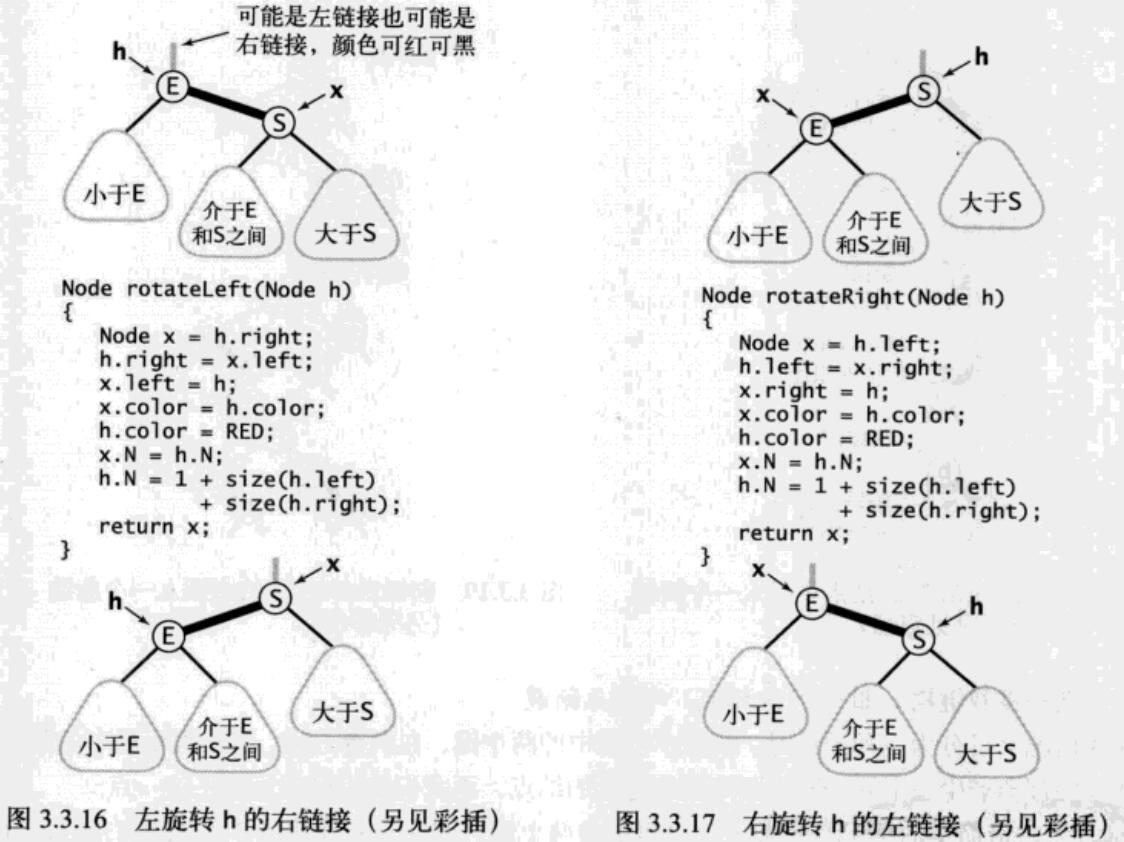 可能是左链接也可能是
右链接，颜色可红可黑
h
E
x
S
小于E
介于E
和S之间
大于S
Node rotateLeft(Node h)
{
Node x = h.right;
h.right = x.left;
x.left = h;
x.color = h.color;
h.color = RED;
x.N = h.N;
h.N = 1 + size(h.left)
+ size(h.right);
return x;
}
x
S
h
E
小于E
介于E
和S之间
大于S
图 3.3.16 左旋转 h 的右链接（另见彩插）
h
S
x
E
小于E
介于E
和S之间
大于S
Node rotateRight(Node h)
{
Node x = h.left;
h.left = x.right;
x.right = h;
x.color = h.color;
h.color = RED;
x.N = h.N;
h.N = 1 + size(h.left)
+ size(h.right);
return x;
}
x
E
h
S
小于E
介于E
和S之间
大于S
图 3.3.17 右旋转 h 的左链接（另见彩插）